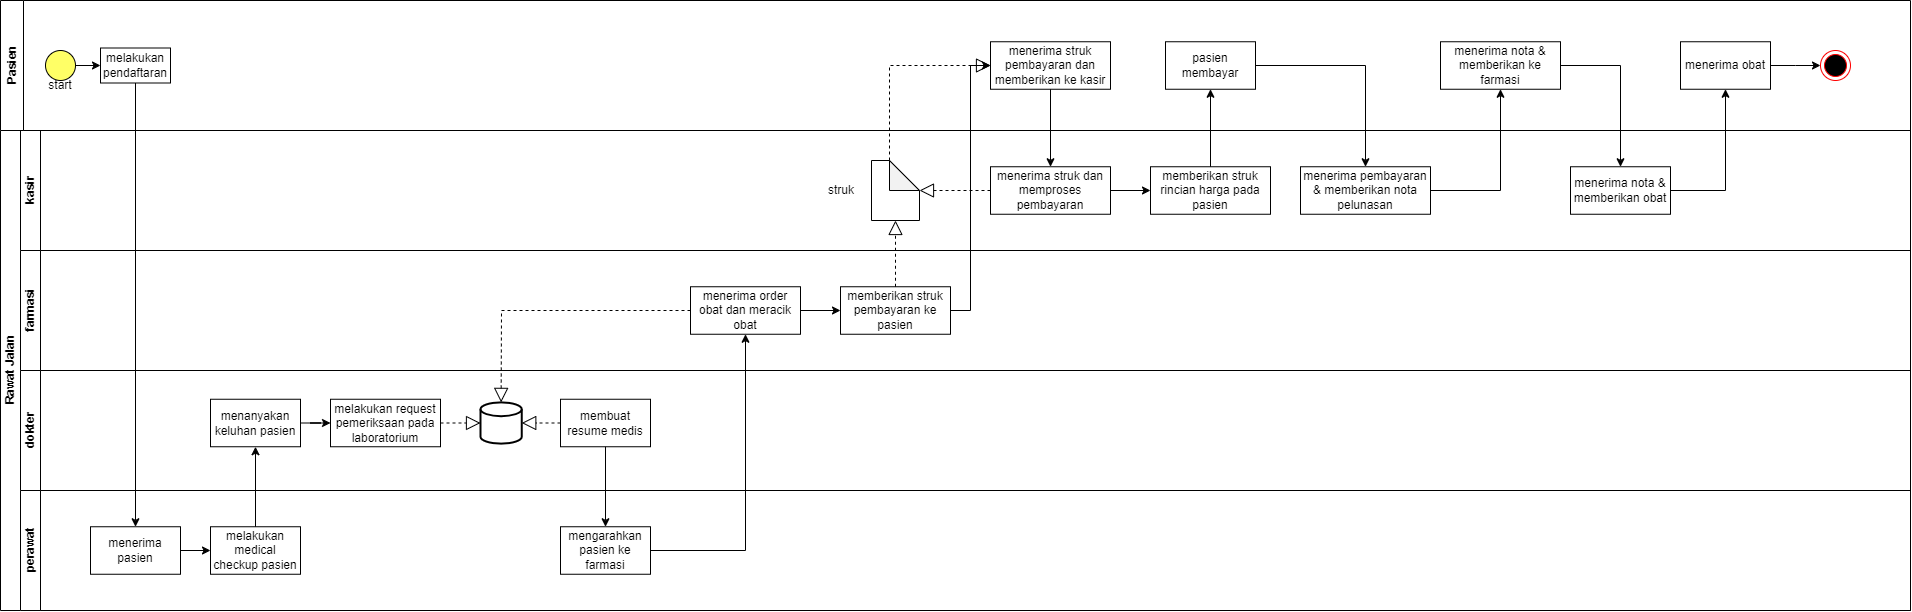 Pasien
start
melakukan
pendaftaran
menerima struk
pembayaran dan
memberikan ke kasir
pasien
membayar
menerima nota &
memberikan ke
farmasi
menerima obat
Rawat Jalan
kasir
struk
menerima struk dan
memproses
pembayaran
memberikan struk
rincian harga pada
pasien
menerima pembayaran
& memberikan nota
pelunasan
menerima nota &
memberikan obat
farmasi
menerima order
obat dan meracik
obat
memberikan struk
pembayaran ke
pasien
dokter
menanyakan
keluhan pasien
melakukan request
pemeriksaan pada
laboratorium
membuat
resume medis
perawat
menerima
pasien
melakukan
medical
checkup pasien
mengarahkan
pasien ke
farmasi